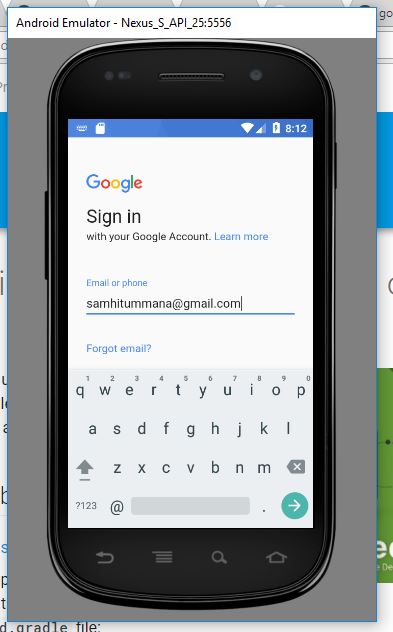 go
Android Emulator - Nexus_S_API_25:5556
8:12
Google
Sign in
with your Google Account. Learn more
Email or phone
samhitummana@gmail.com
Forgot email?
1 2 3 4 5 6 7 8 9 0
q w e r t y u i o p
a s d f g h j k l
z x c v b n m
?123 @ .
d.gradle file: